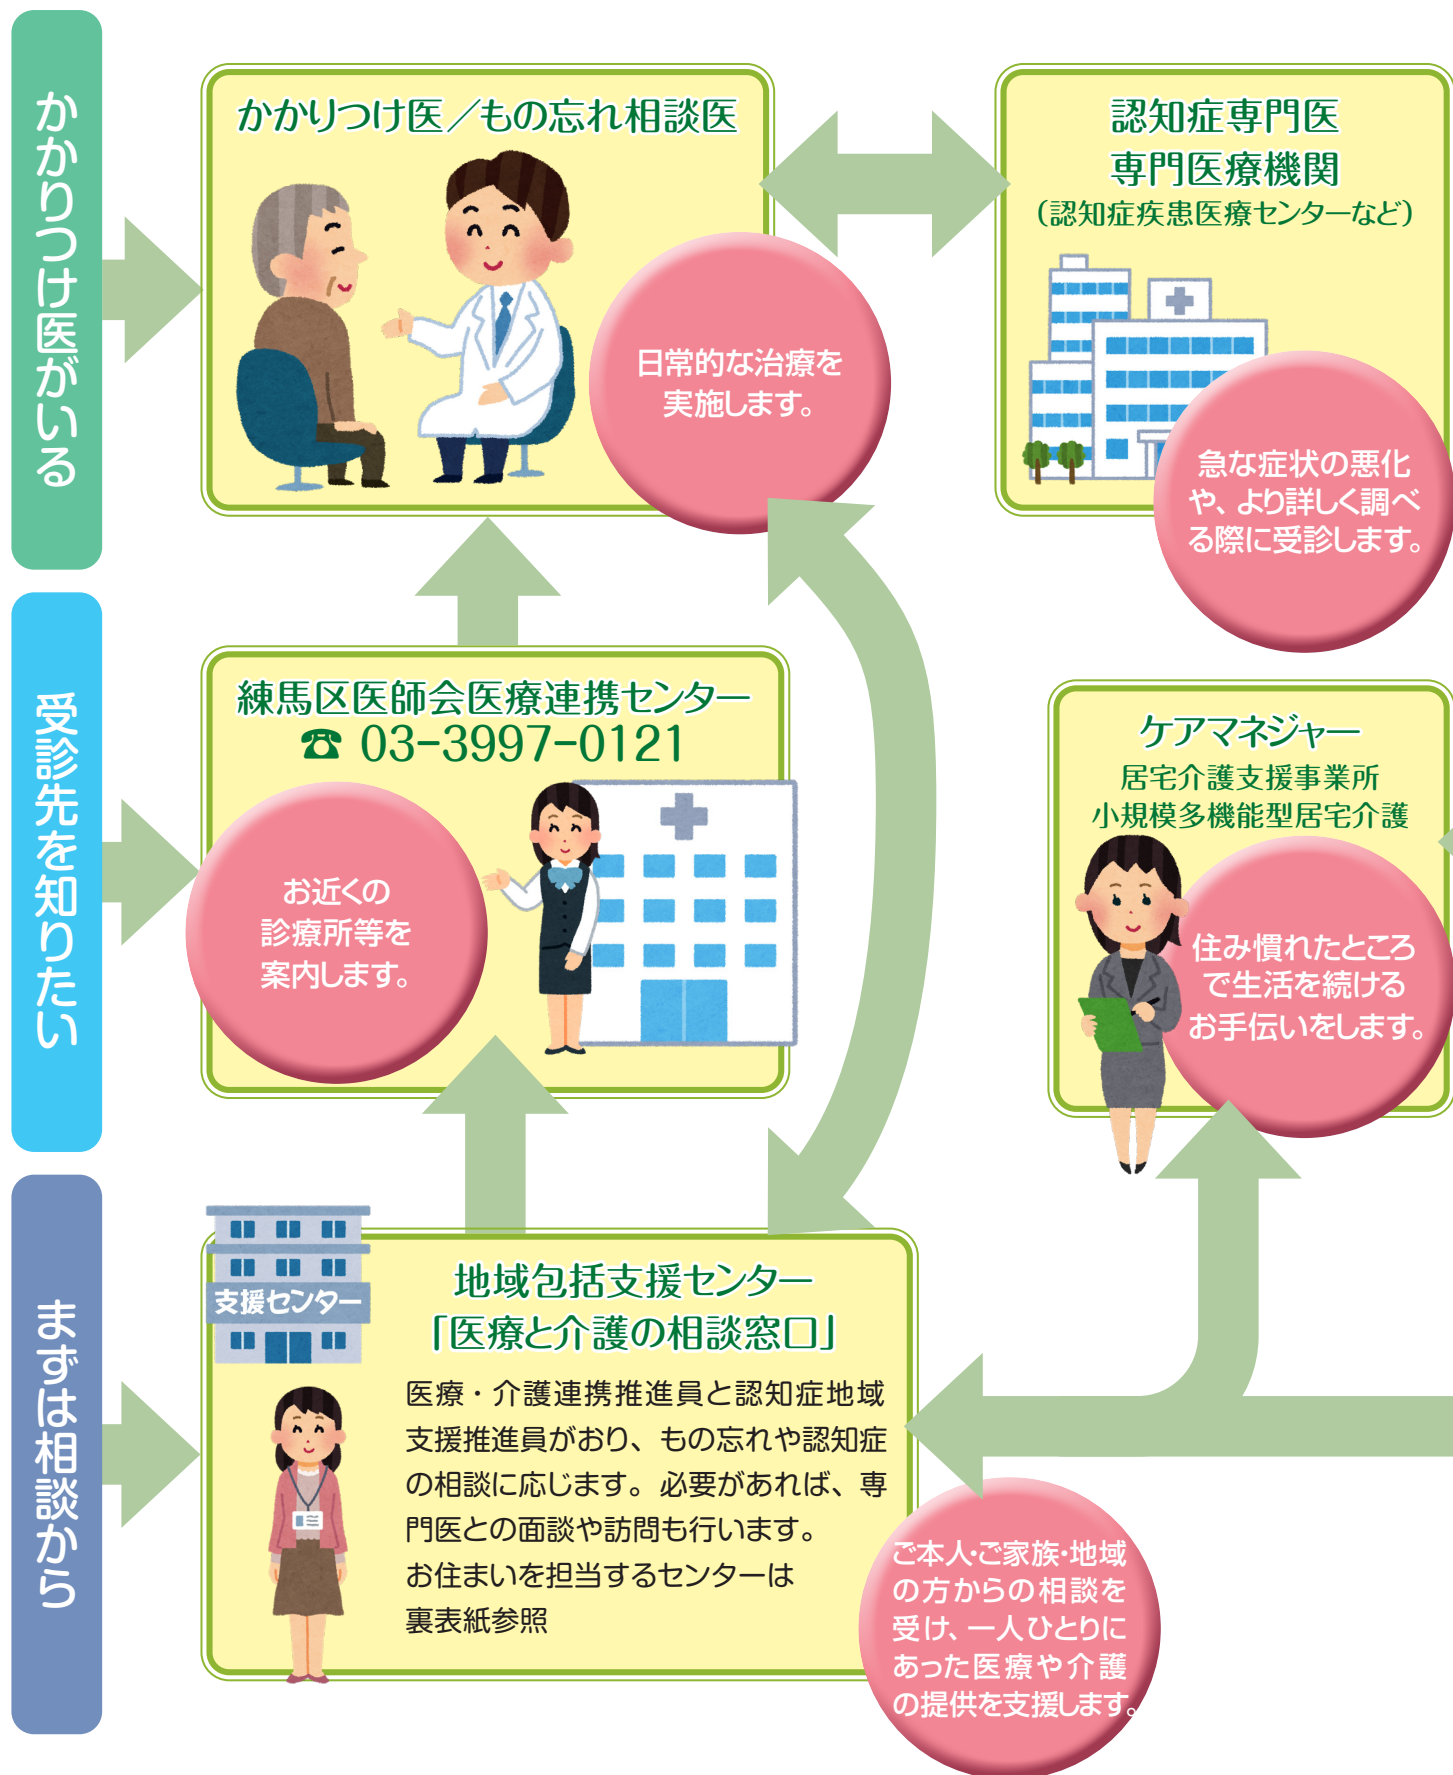 かかりつけ医がいる
かかりつけ医／もの忘れ相談医
日常的な治療を
実施します。
認知症専門医
専門医療機関
（認知症疾患医療センターなど）
急な症状の悪化
や、より詳しく調べ
る際に受診します。
受診先を知りたい
練馬区医師会医療連携センター
☎ 03-3997-0121
お近くの
診療所等を
案内します。
ケアマネジャー
居宅介護支援事業所
小規模多機能型居宅介護
住み慣れたところ
で生活を続ける
お手伝いをします。
まずは相談から
支援センター
地域包括支援センター
「医療と介護の相談窓口」
医療・介護連携推進員と認知症地域
支援推進員がおり、もの忘れや認知症
の相談に応じます。必要があれば、専
門医との面談や訪問も行います。
お住まいを担当するセンターは
裏表紙参照
ご本人・ご家族・地域
の方からの相談を
受け、一人ひとりに
あった医療や介護
の提供を支援します。